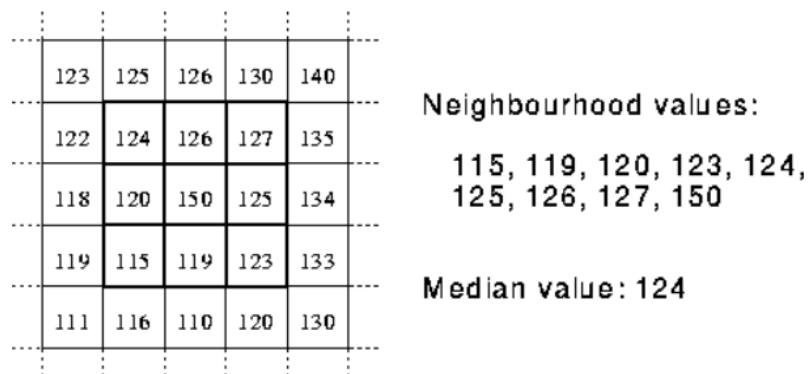 123 125 126 130 140
122 124 126 127 135
118 120 150 125 134
119 115 119 123 133
111 116 110 120 130
Neighbourhood values:
115, 119, 120, 123, 124,
125, 126, 127, 150
Median value: 124